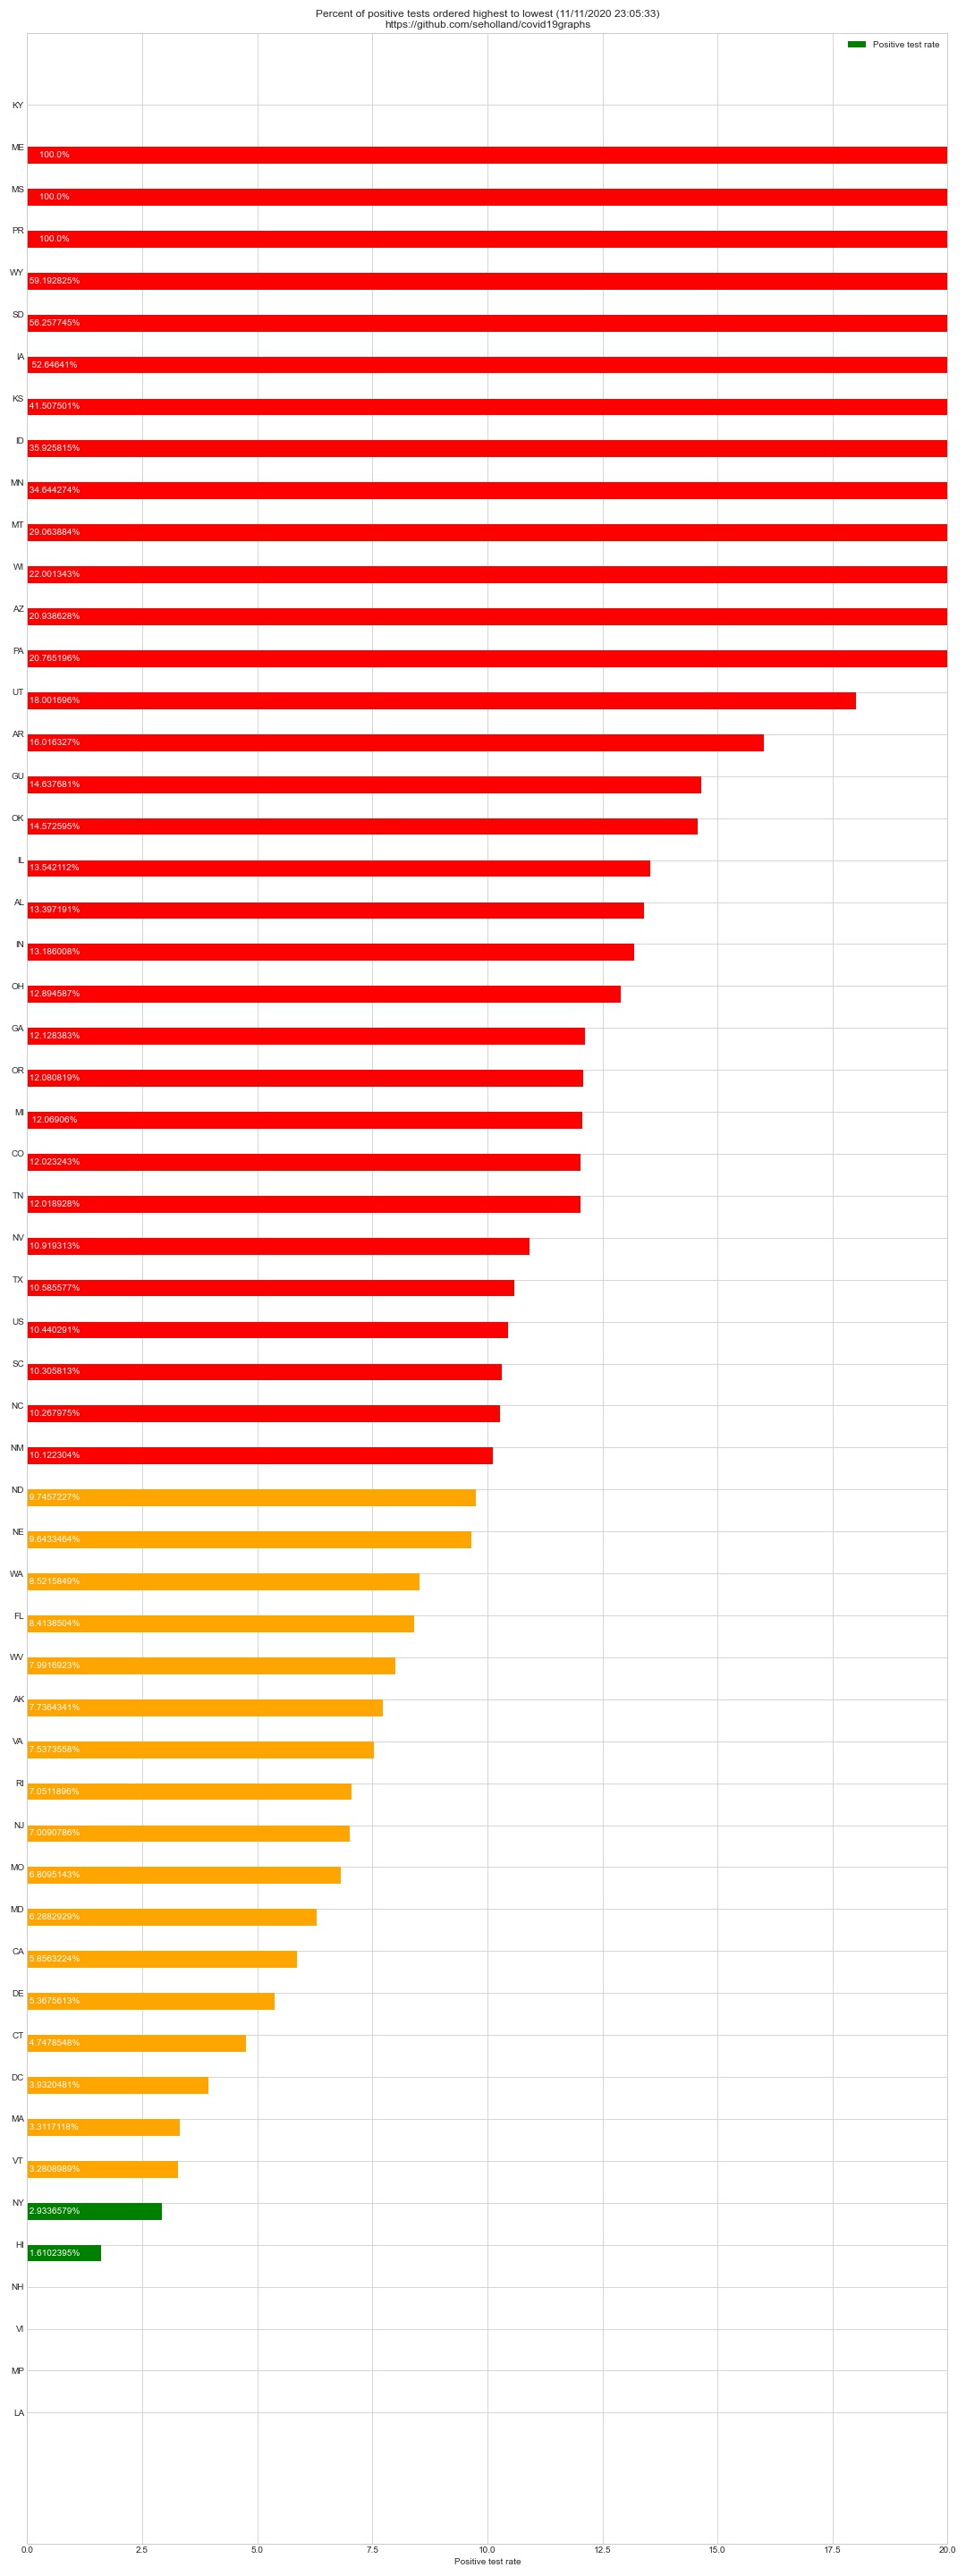 Percent of positive tests ordered highest to lowest (11/11/2020 23:05:33)
https://github.com/seholland/covid19graphs
Positive test rate
KY
ME
100.0%
MS
100.0%
PR
100.0%
WY
59.192825%
SD
56.257745%
IA
52.64641%
KS
41.507501%
ID
35.925815%
MN
34.644274%
MT
29.063884%
WI
22.001343%
AZ
20.938628%
PA
20.765196%
UT
18.001696%
AR
16.016327%
GU
14.637681%
OK
14.572595%
IL
13.542112%
AL
13.397191%
IN
13.186008%
OH
12.894587%
GA
12.128383%
OR
12.080819%
MI
12.06906%
CO
12.023243%
TN
12.018928%
NV
10.919313%
TX
10.585577%
US
10.440291%
SC
10.305813%
NC
10.267975%
NM
10.122304%
ND
9.7457227%
NE
9.6433464%
WA
8.5215849%
FL
8.4138504%
WV
7.9916923%
AK
7.7364341%
VA
7.5373558%
RI
7.0511896%
NJ
7.0090786%
MO
6.8095143%
MD
6.2882929%
CA
5.8563224%
DE
5.3675613%
CT
4.7478548%
DC
3.9320481%
MA
3.3117118%
VT
3.2808989%
NY
2.9336579%
HI
1.6102395%
NH
VI
MP
LA
0.0 2.5 5.0 7.5 10.0 12.5 15.0 17.5 20.0
Positive test rate